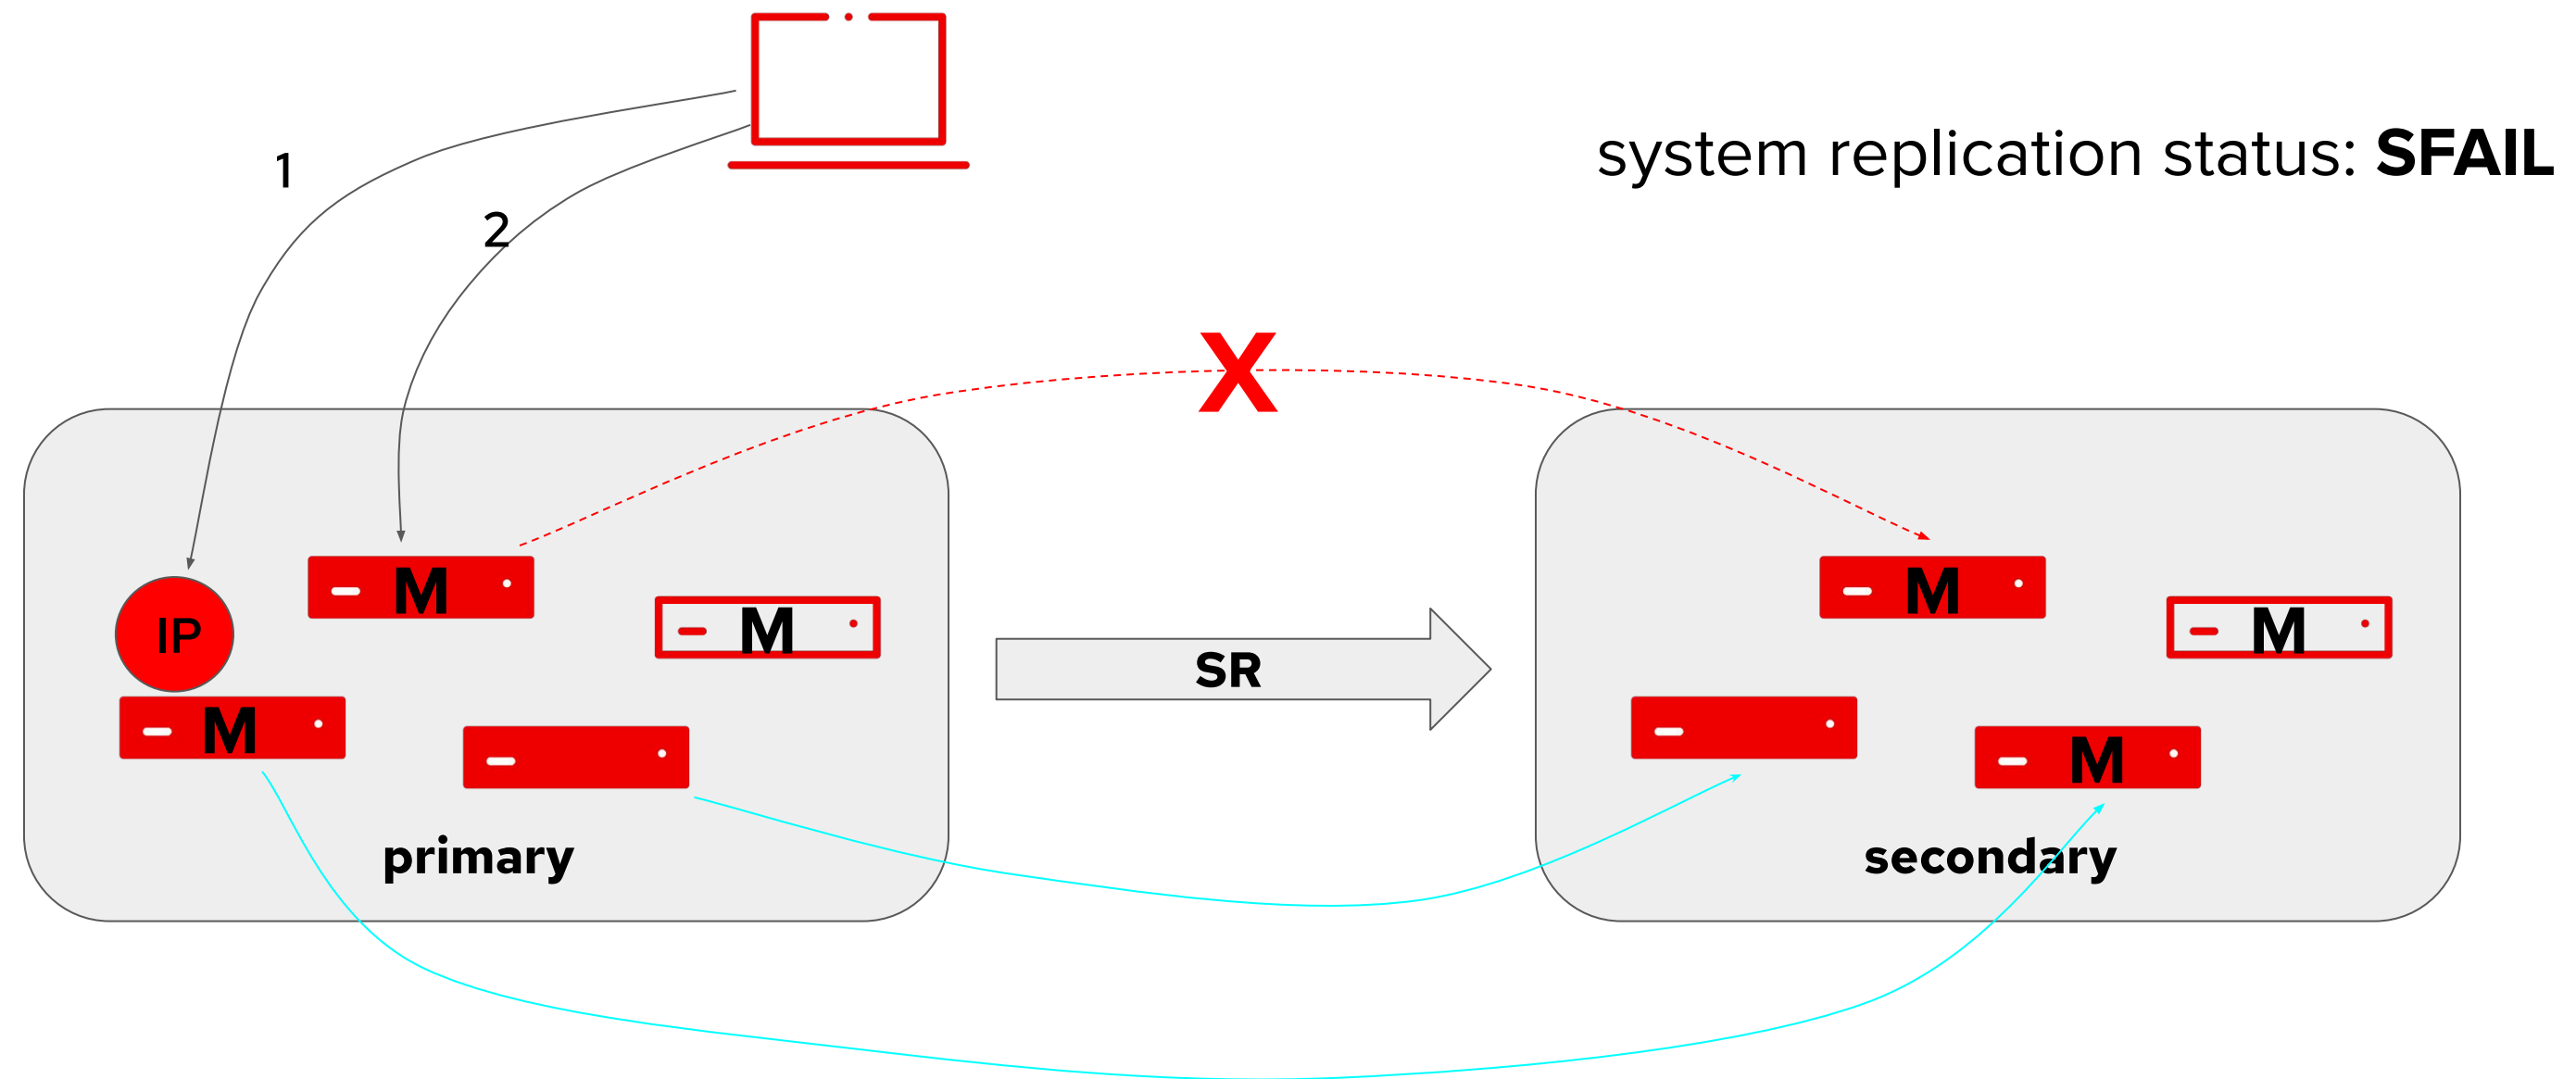 system replication status: SFAIL
1
2
X
IP
M
M
M
M
SR
M
M
M
primary
secondary